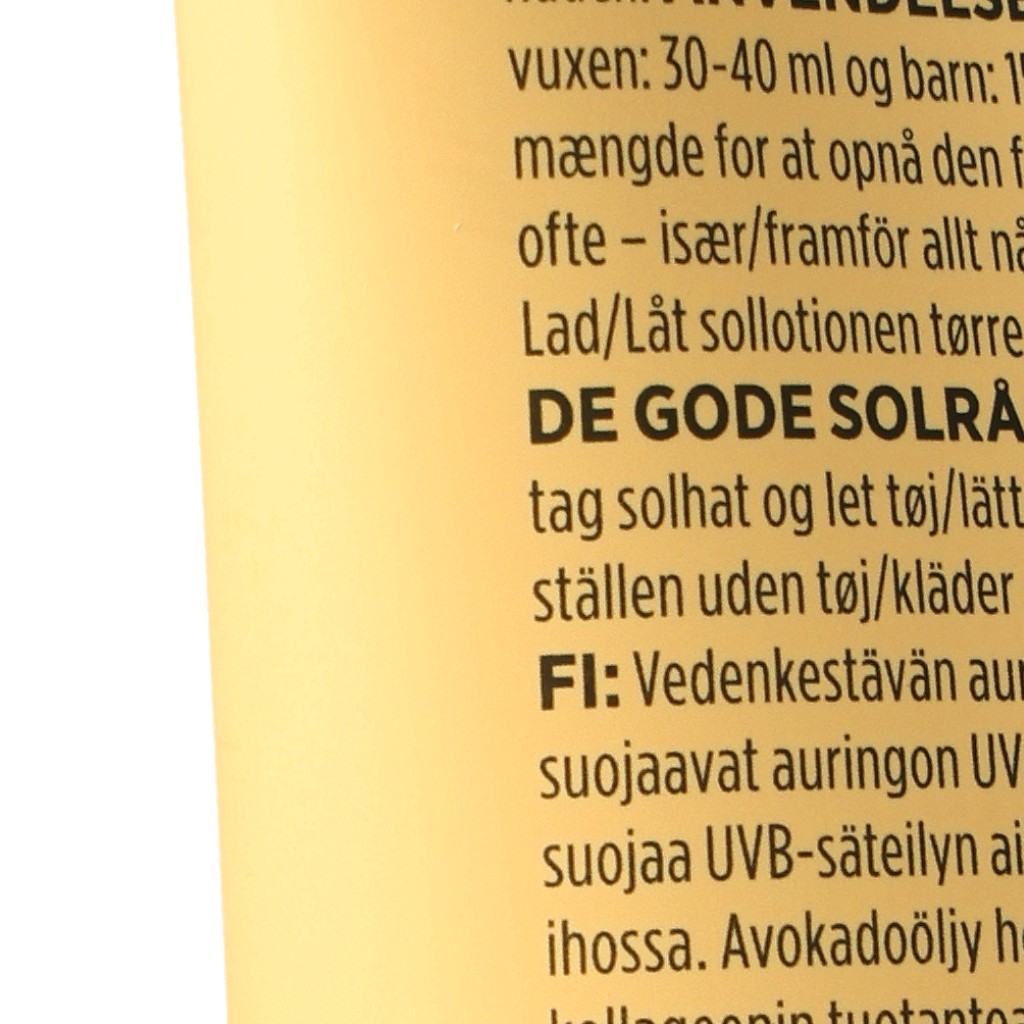 vuxen: 30-40 ml og barn:
mængde for at opnå den
ofte – især/framför allt
Lad/Låt sollotionen tørre
DE GODE SOLRÅ
tag solhat og let tøj/lätt
ställen uden tøj/kläder
FI: Vedenkestävän
suojaavat auringon UV
suojaa UVB-säteilyn
ihossa. Avokadoöljy